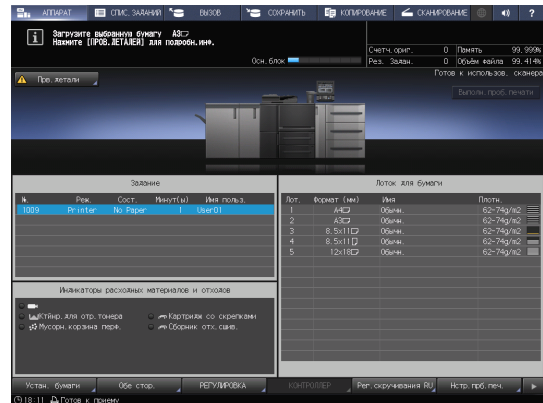 АППАРАТ СПИС. ЗАДАНИЙ ВЫЗОВ СОХРАНИТЬ КОПИРОВАНИЕ СКАНИРОВАНИЕ ?
Загрузите выбранную бумагу А3
Нажмите [ПРОВ.ДЕТАЛЕЙ] для подробн.инф.
Осн.блок
Счетч.ориг. 0 Память 99.999%
Рез. Задан. 0 Объём файла 99.414%
Готов к использов. сканера
Прв.детали
Выполн.проб.печати
Задание
№. Реж. Сост. Минут(ы) Имя польз.
1009 Printer No Paper 1 User01
Индикаторы расходных материалов и отходов
Ктйнр.для отр.тонера Картридж со скрепками
Мусорн.корзина перф. Сборник отх.сшив.
Лоток для бумаги
Лот. Формат (мм) Имя Плотн.
1 A4 Обычн. 62-74g/m2
2 A3 Обычн. 62-74g/m2
3 8.5x11 Обычн. 62-74g/m2
4 8.5x11 Обычн. 62-74g/m2
5 12x18 Обычн. 62-74g/m2
Устан. бумаги Обе стор. РЕГУЛИРОВКА КОНТРОЛЛЕР Рег.скручивания RU Нстр.прб.печ.
18:11 Готов к приему